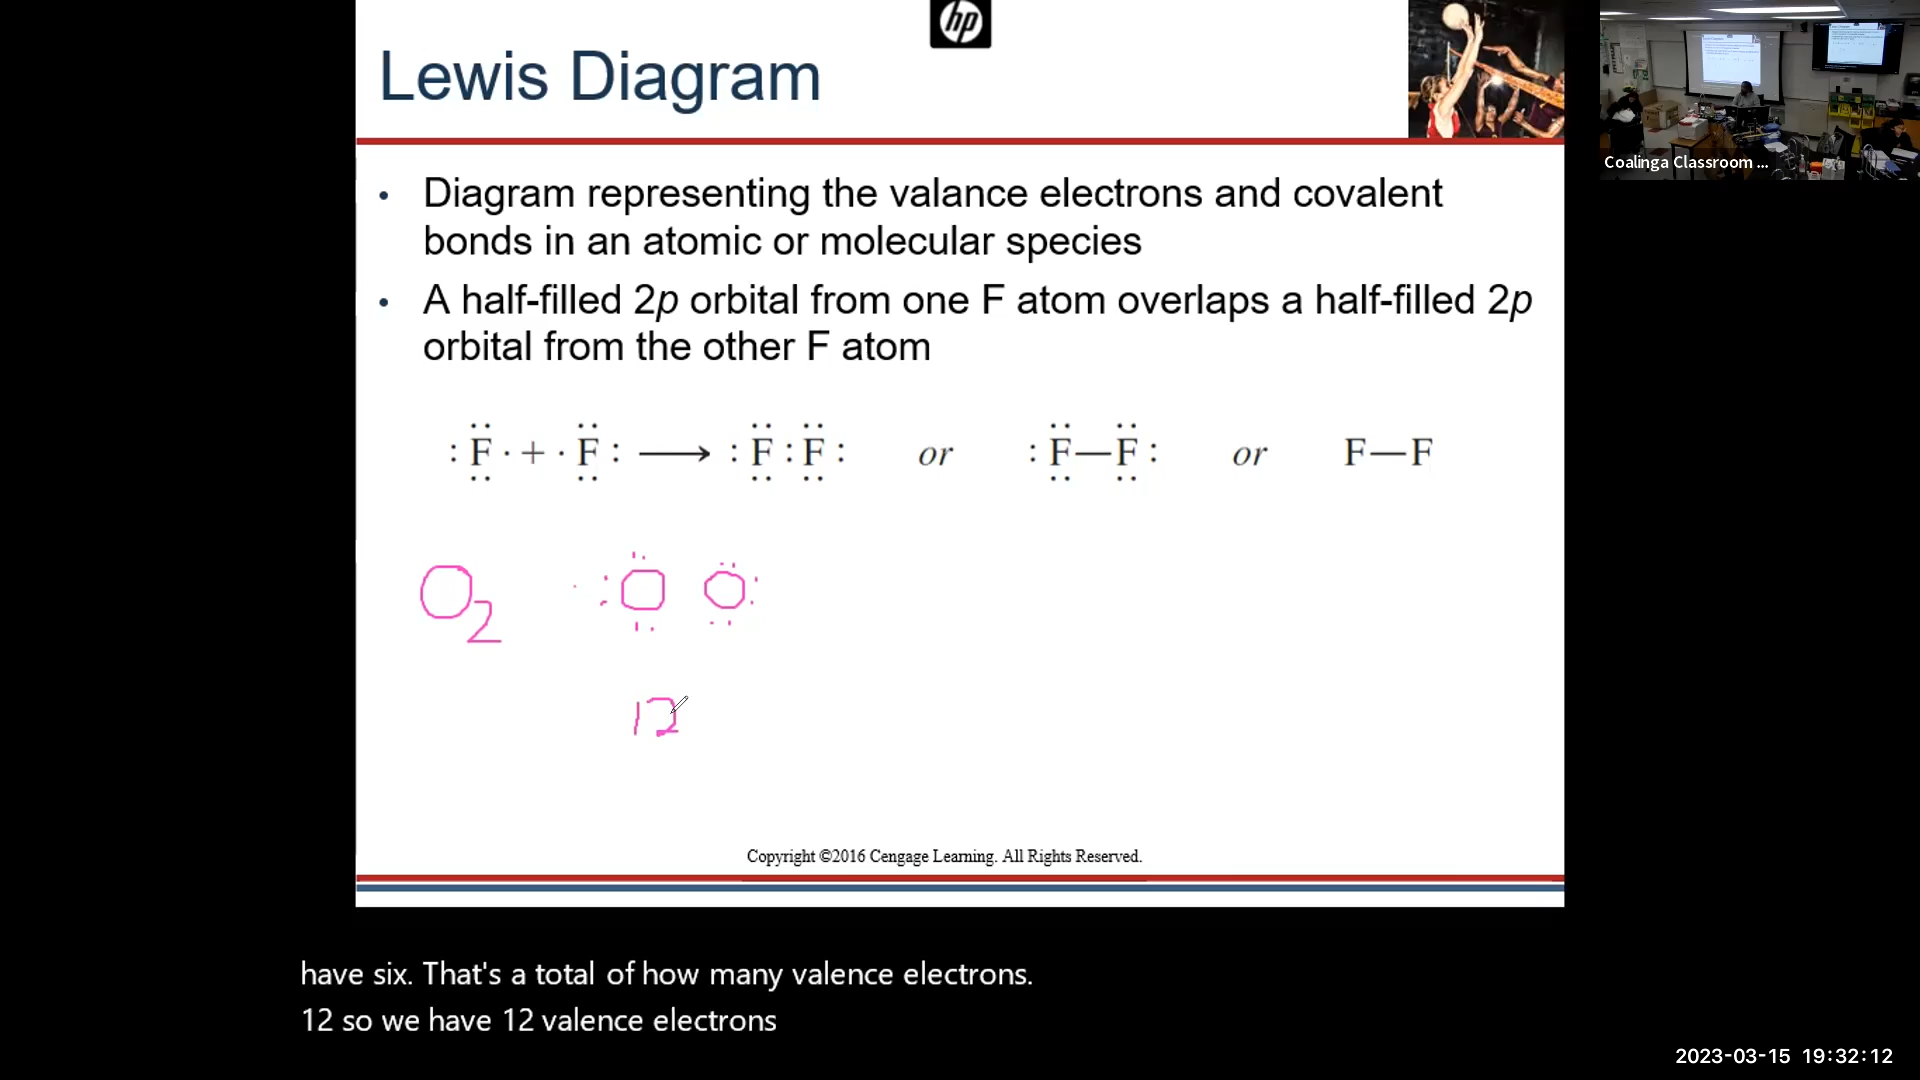 hp
Lewis Diagram
Coalinga Classroom ...
• Diagram representing the valance electrons and covalent
bonds in an atomic or molecular species
• A half-filled 2p orbital from one F atom overlaps a half-filled 2p
orbital from the other F atom
:F· + ·F: ⟶ :F:F: or :F—F: or F—F
O2 :O O:
12
Copyright ©2016 Cengage Learning. All Rights Reserved.
have six. That's a total of how many valence electrons.
12 so we have 12 valence electrons
2023-03-15 19:32:12